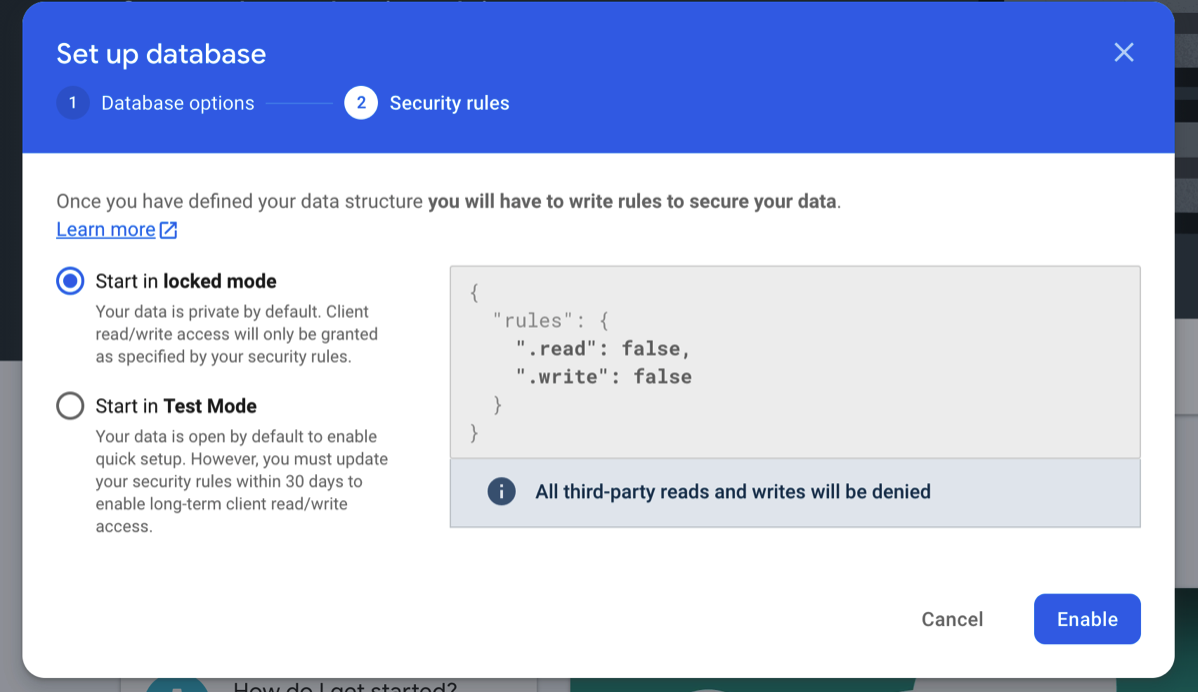 Set up database
1 Database options
2 Security rules
Once you have defined your data structure you will have to write rules to secure your data.
Learn more
Start in locked mode
Your data is private by default. Client
read/write access will only be granted
as specified by your security rules.
Start in Test Mode
Your data is open by default to enable
quick setup. However, you must update
your security rules within 30 days to
enable long-term client read/write
access.
{
"rules": {
".read": false,
".write": false
}
}
All third-party reads and writes will be denied
Cancel
Enable
How do I get started?